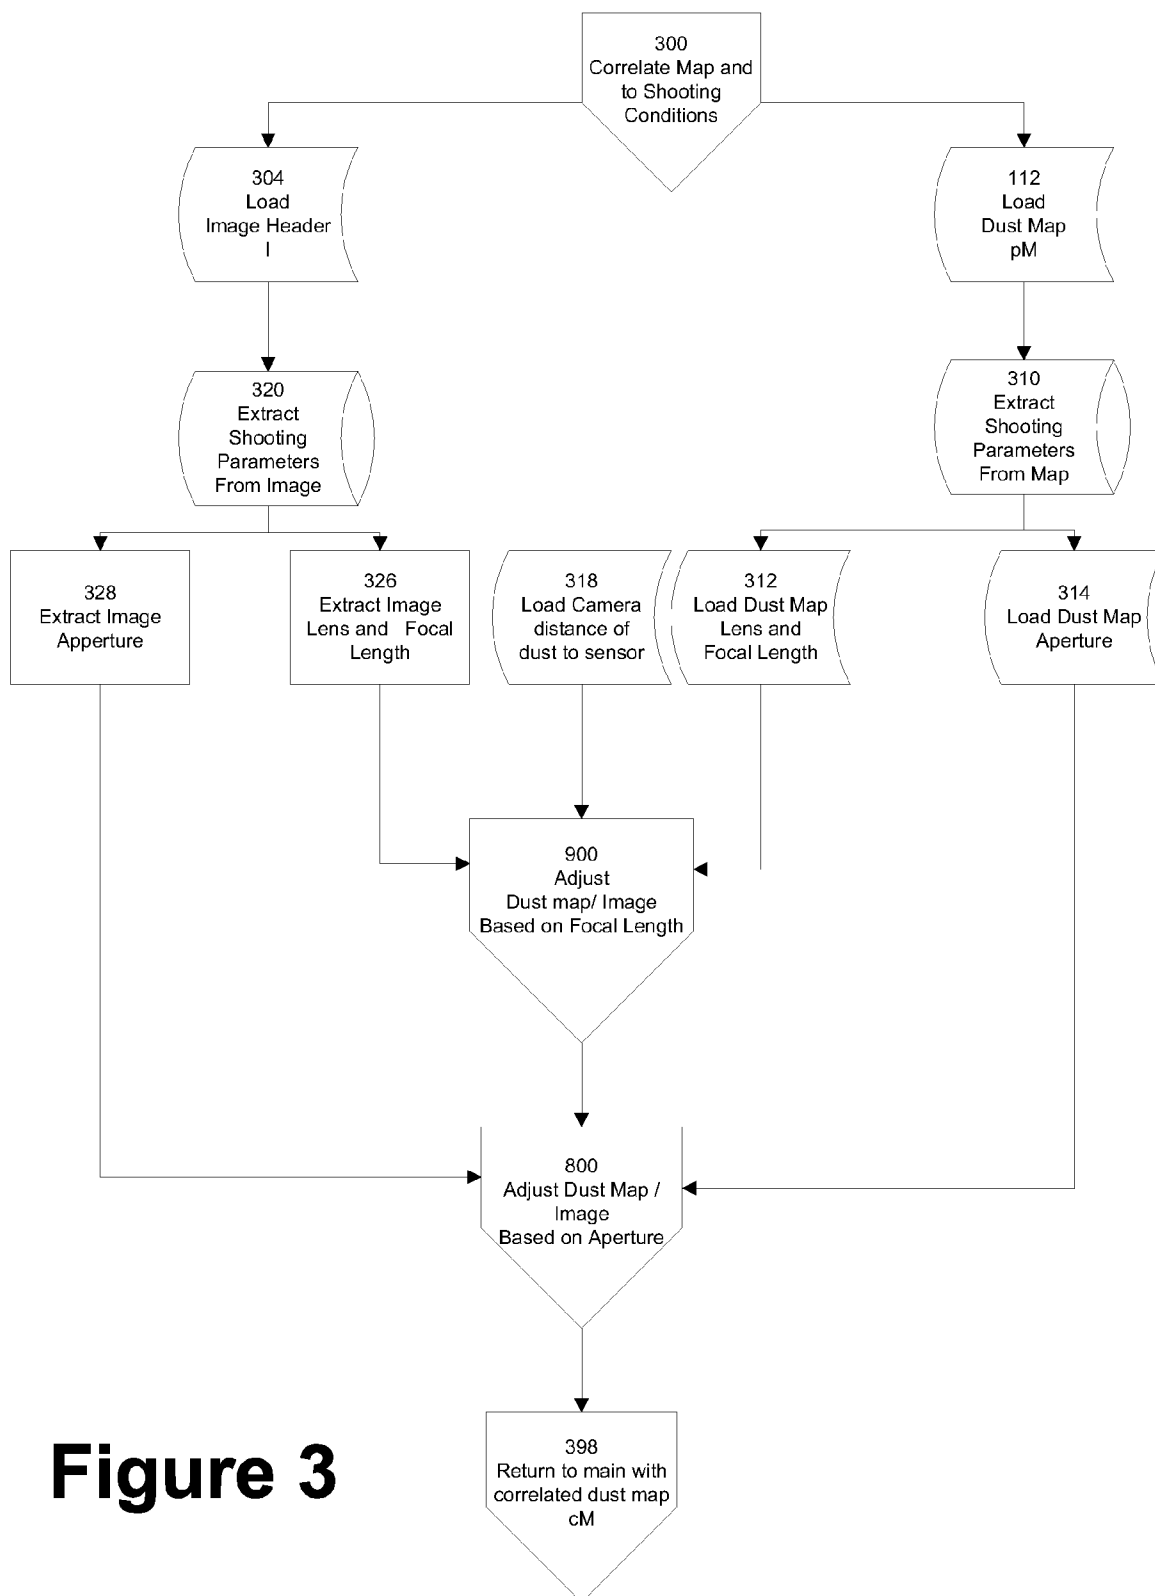 300
Correlate Map and
to Shooting
Conditions
304
Load
Image Header
I
112
Load
Dust Map
pM
320
Extract
Shooting
Parameters
From Image
310
Extract
Shooting
Parameters
From Map
328
Extract Image
Apperture
326
Extract Image
Lens and Focal
Length
318
Load Camera
distance of
dust to sensor
312
Load Dust Map
Lens and
Focal Length
314
Load Dust Map
Aperture
900
Adjust
Dust map/ Image
Based on Focal Length
800
Adjust Dust Map /
Image
Based on Aperture
398
Return to main with
correlated dust map
cM
Figure 3